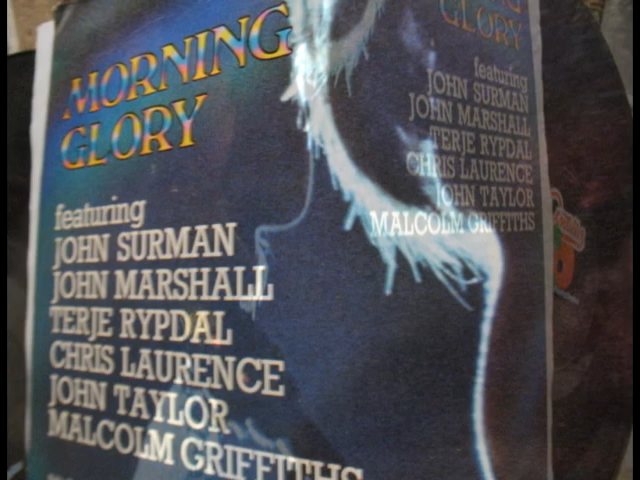 MORNING
GLORY
featuring
JOHN SURMAN
JOHN MARSHALL
TERJE RYPDAL
CHRIS LAURENCE
JOHN TAYLOR
MALCOLM GRIFFITHS
GLORY
featuring
JOHN SURMAN
JOHN MARSHALL
TERJE RYPDAL
CHRIS LAURENCE
JOHN TAYLOR
MALCOLM GRIFFITHS